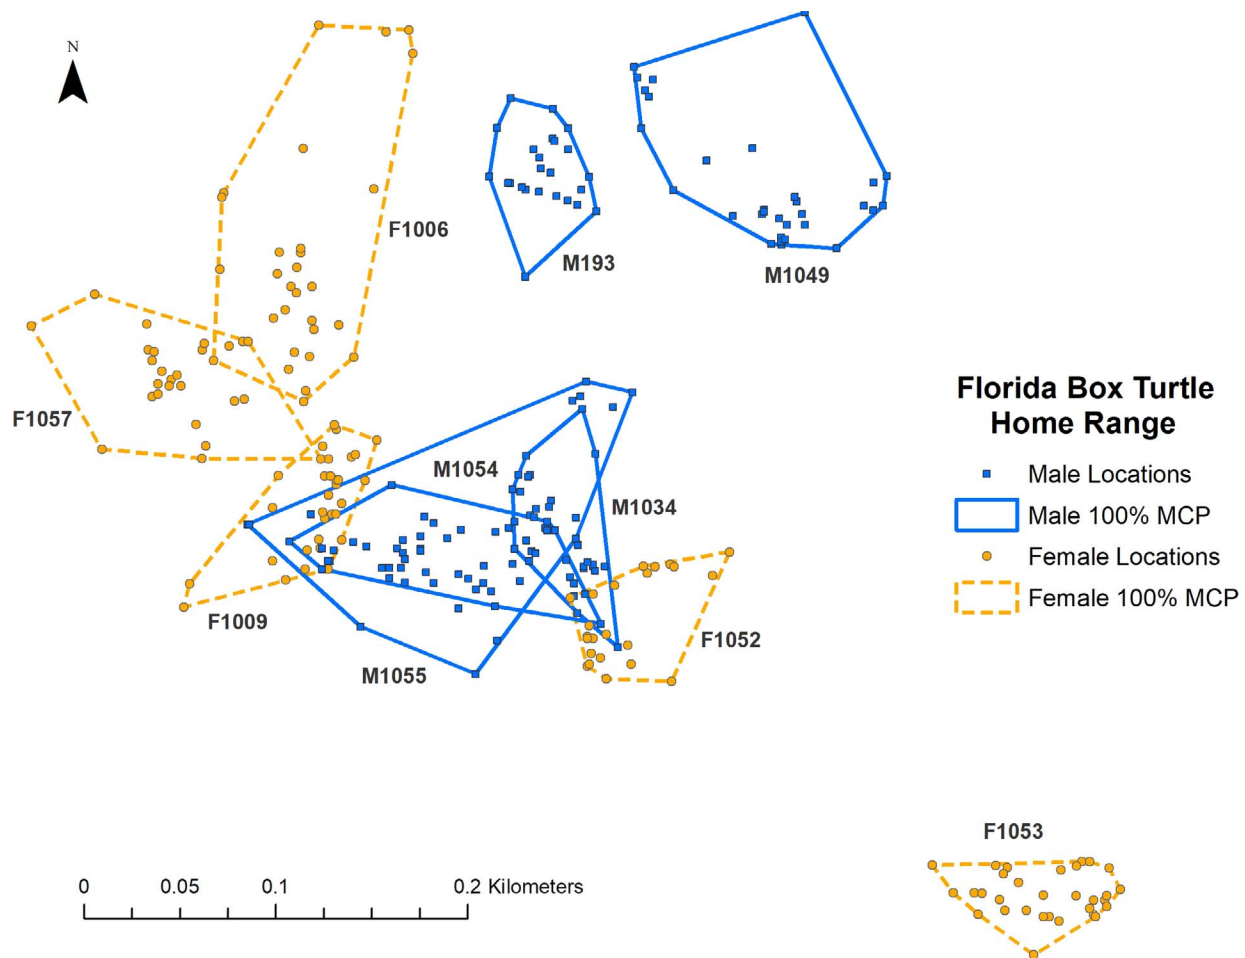 N
F1006
M193
M1049
F1057
Florida Box Turtle
Home Range
M1054
Male Locations
M1034
Male 100% MCP
Female Locations
Female 100% MCP
F1009
F1052
M1055
F1053
0 0.05 0.1 0.2 Kilometers